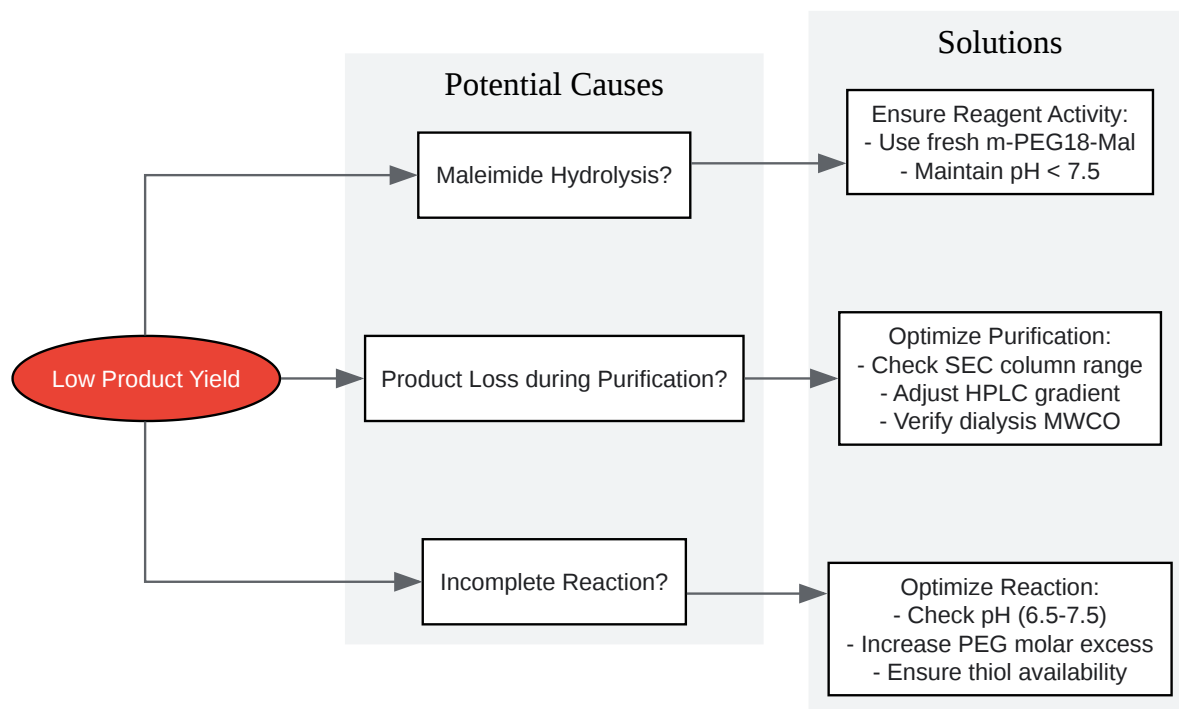 Solutions
Potential Causes
Ensure Reagent Activity:
- Use fresh m-PEG18-Mal
- Maintain pH < 7.5
Maleimide Hydrolysis?
Optimize Purification:
- Check SEC column range
- Adjust HPLC gradient
- Verify dialysis MWCO
Low Product Yield
Product Loss during Purification?
Incomplete Reaction?
Optimize Reaction:
- Check pH (6.5-7.5)
- Increase PEG molar excess
- Ensure thiol availability